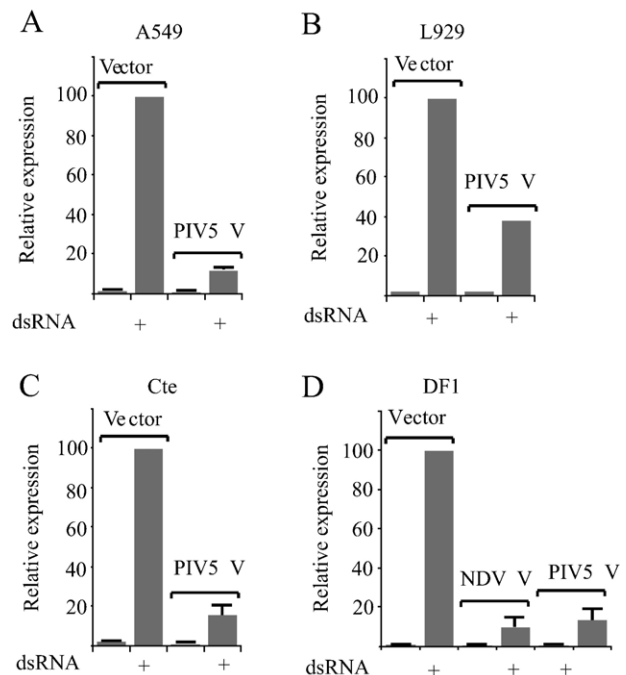 A
A549
Vector
Relative expression
100
80
60
40
20
PIV5 V
dsRNA
+ +
B
L929
Vector
Relative expression
100
80
60
40
20
PIV5 V
dsRNA
+ +
C
Cte
Vector
Relative expression
100
80
60
40
20
PIV5 V
dsRNA
+ +
D
DF1
Vector
Relative expression
100
80
60
40
20
NDV V
PIV5 V
dsRNA
+ + +